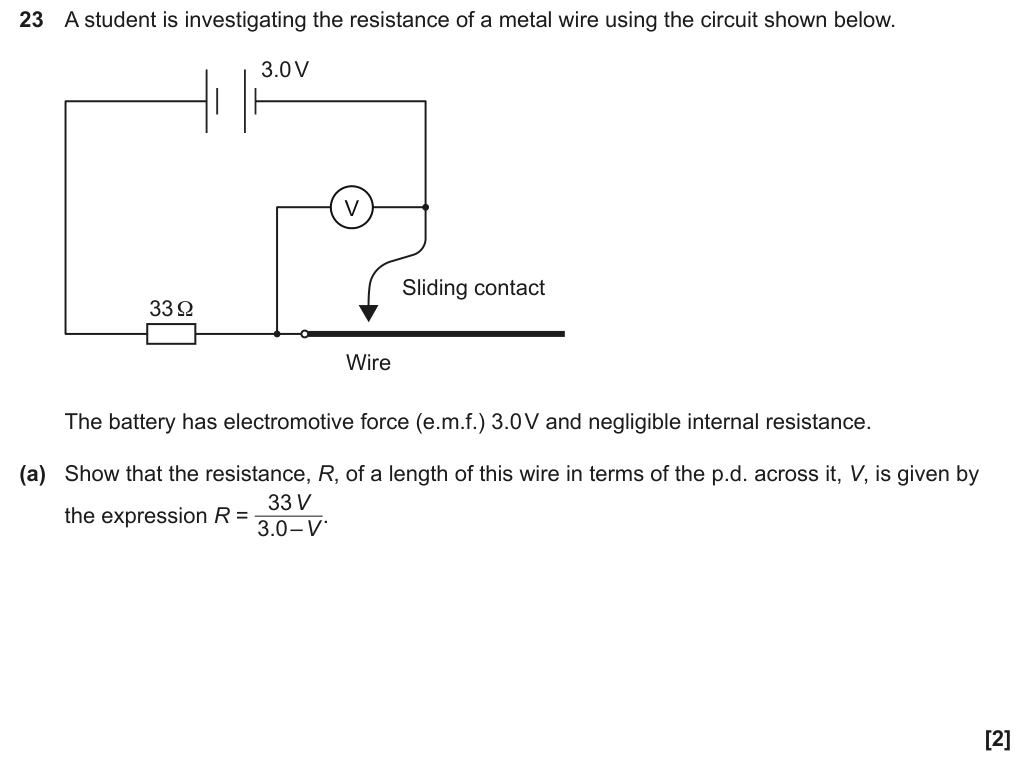 23 A student is investigating the resistance of a metal wire using the circuit shown below.
3.0 V
V
Sliding contact
33 Ω
Wire
The battery has electromotive force (e.m.f.) 3.0 V and negligible internal resistance.
(a) Show that the resistance, R, of a length of this wire in terms of the p.d. across it, V, is given by
the expression R = 33 V / 3.0 – V.
[2]